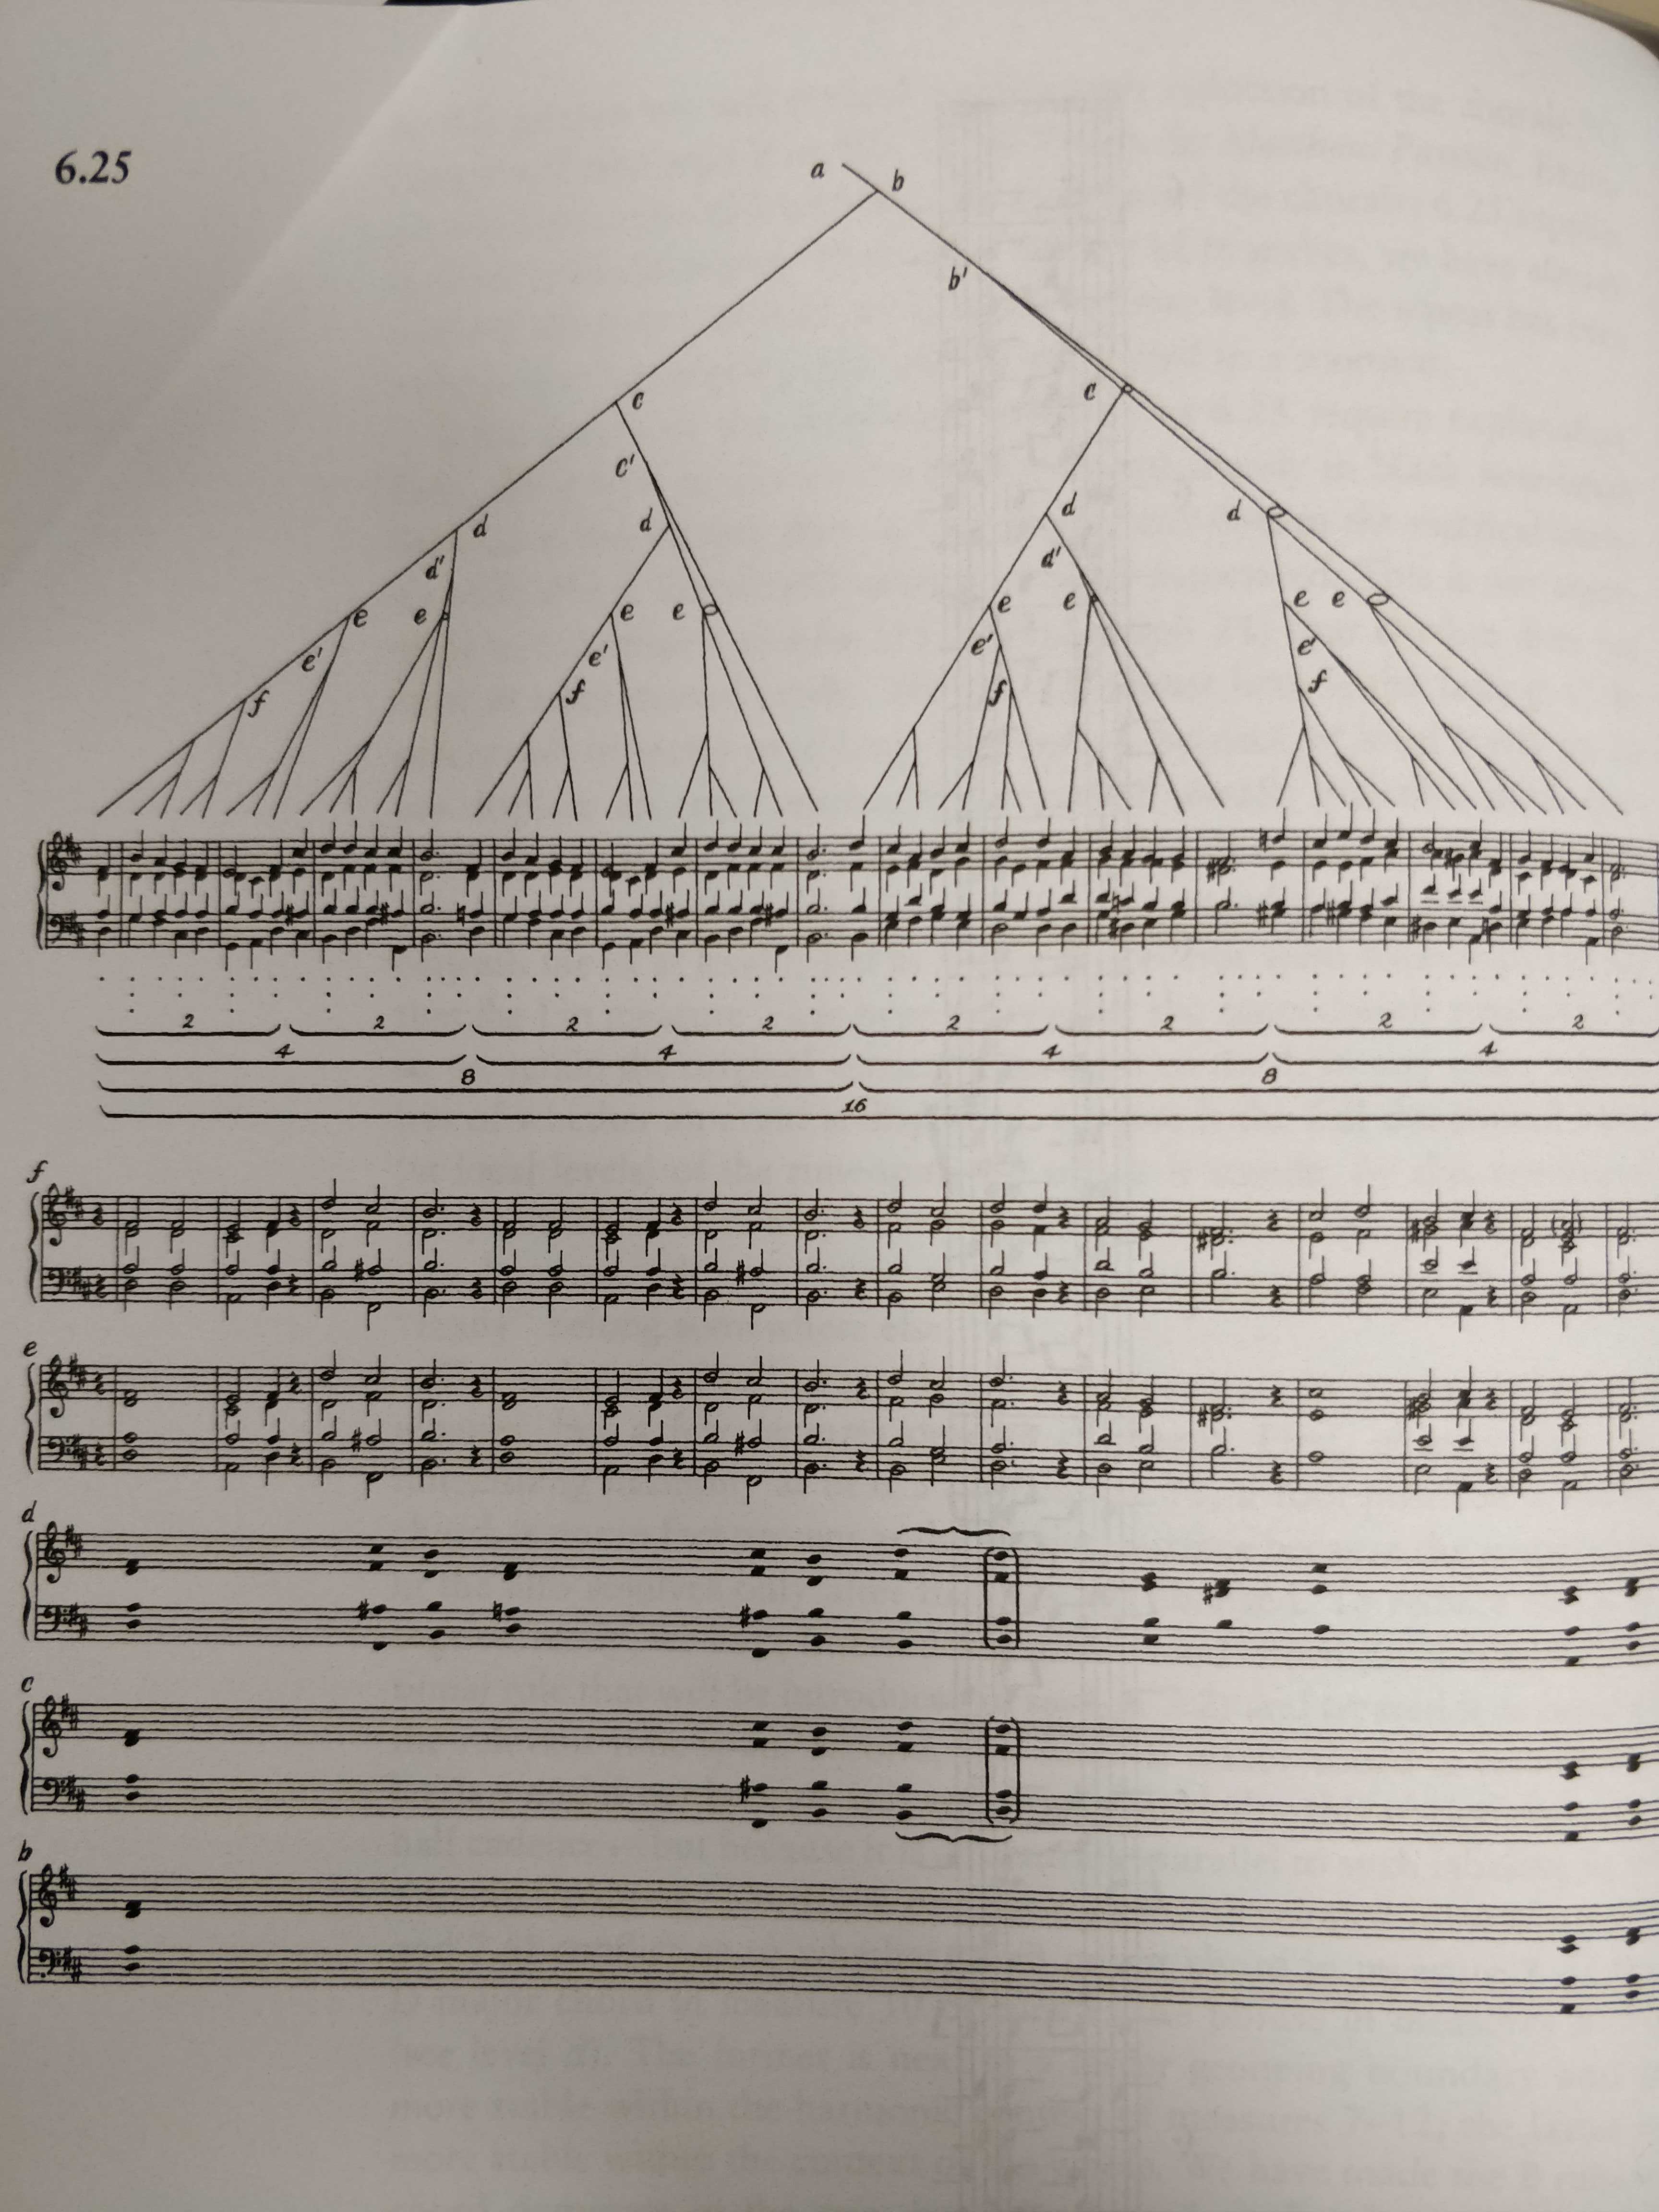 6.25
a b
b'
c c
c'
d d d d
d' d'
e e e e e e e e
e' e' e' e'
f f f f
2 2 2 2 2 2 2 2
4 4 4 4
8 8
16
f
e
d
c
b